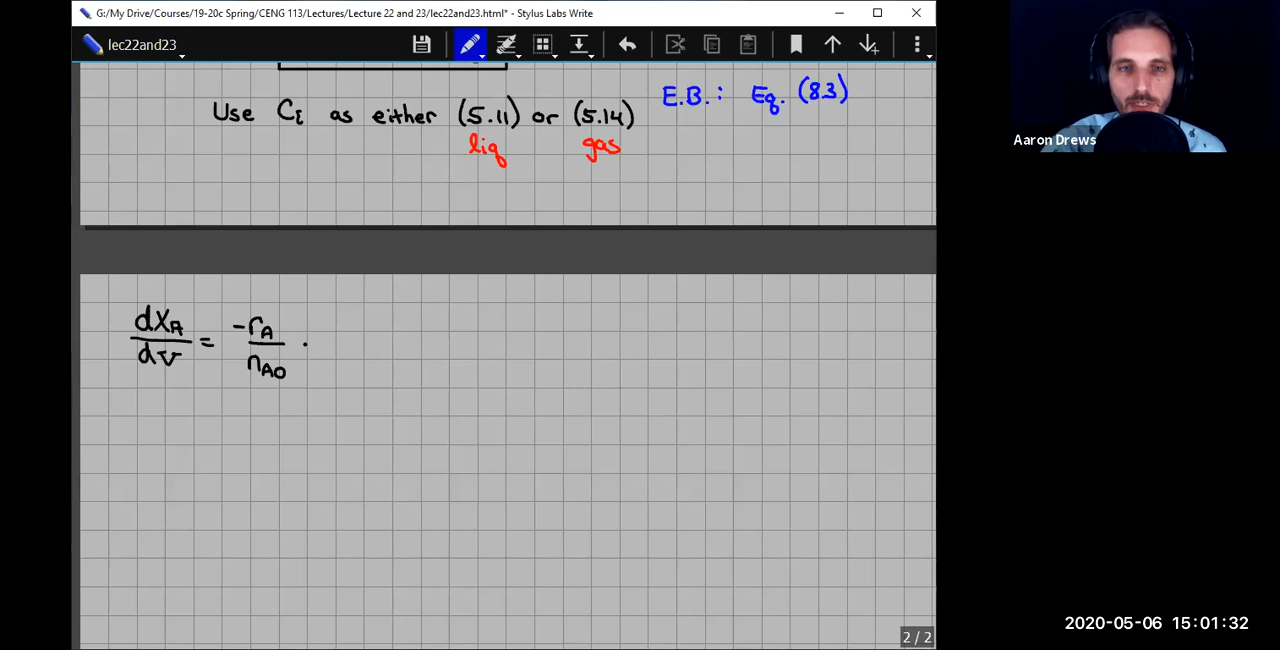 G:/My Drive/Courses/19-20c Spring/CENG 113/Lectures/Lecture 22 and 23/lec22and23.html* - Stylus Labs Write
lec22and23
Use Cᵢ as either (5.11) or (5.14)
liq gas
E.B.: Eq. (83)
dX_A/dV = -r_A/n_A0 ·
2 / 2
Aaron Drews
2020-05-06 15:01:32